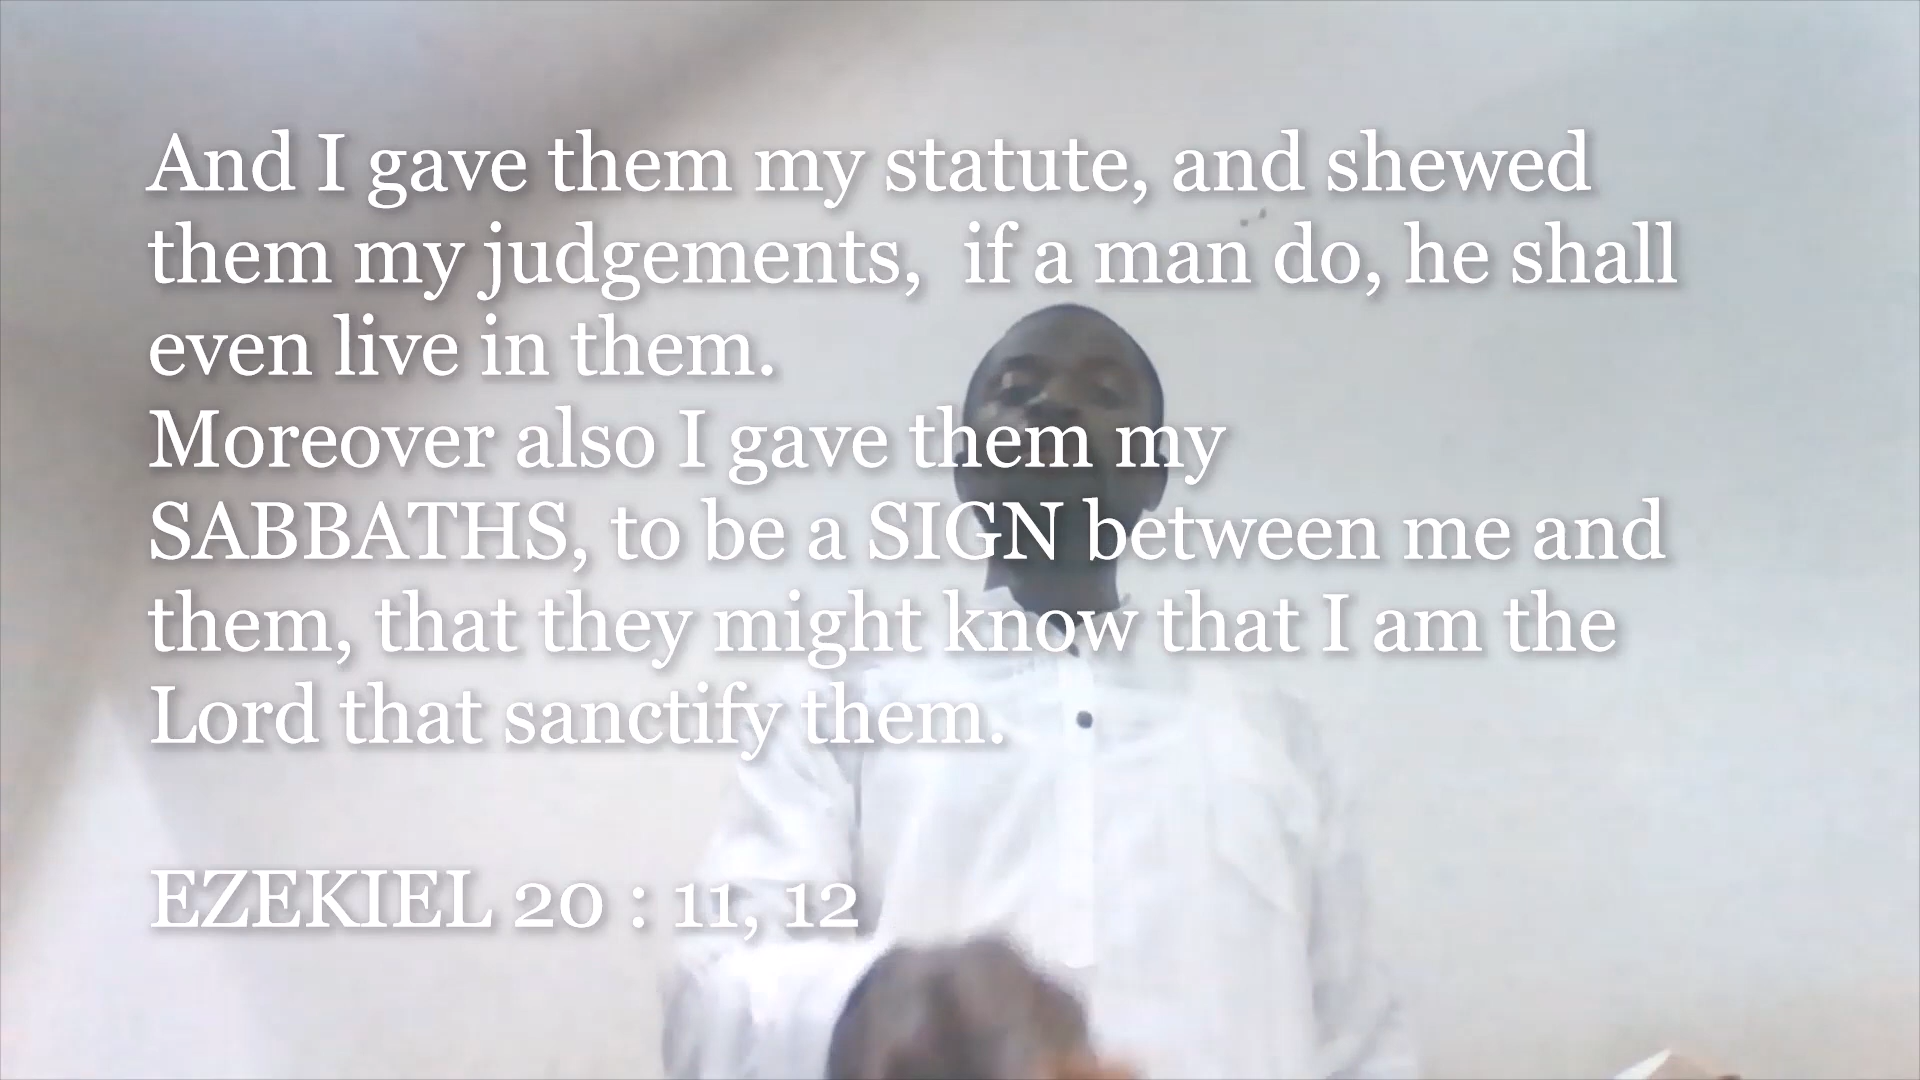 And I gave them my statute, and shewed
them my judgements,  if a man do, he shall
even live in them.
Moreover also I gave them my
SABBATHS, to be a SIGN between me and
them, that they might know that I am the
Lord that sanctify them.
EZEKIEL 20 : 11, 12